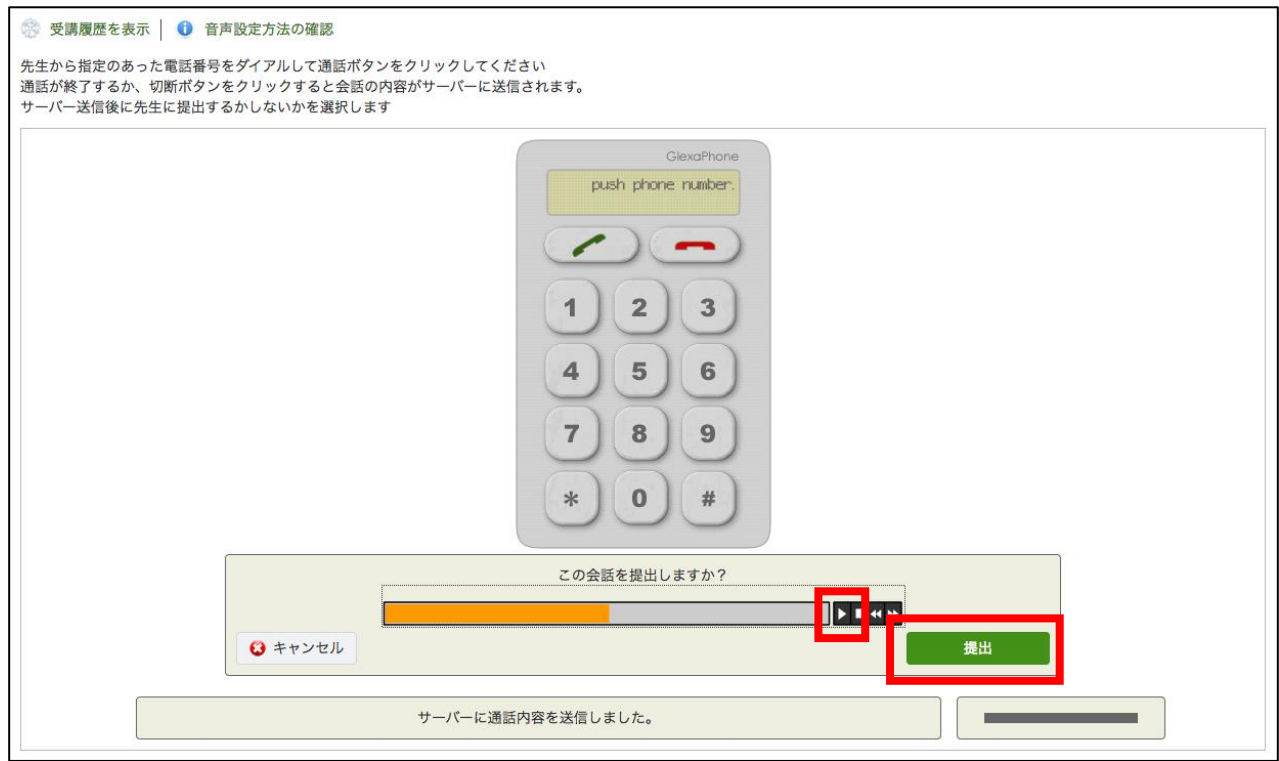 受講履歴を表示 音声設定方法の確認
先生から指定のあった電話番号をダイアルして通話ボタンをクリックしてください
通話が終了するか、切断ボタンをクリックすると会話の内容がサーバーに送信されます。
サーバー送信後に先生に提出するかしないかを選択します
GlexaPhone
push phone number.
1 2 3
4 5 6
7 8 9
* 0 #
この会話を提出しますか？
キャンセル 提出
サーバーに通話内容を送信しました。